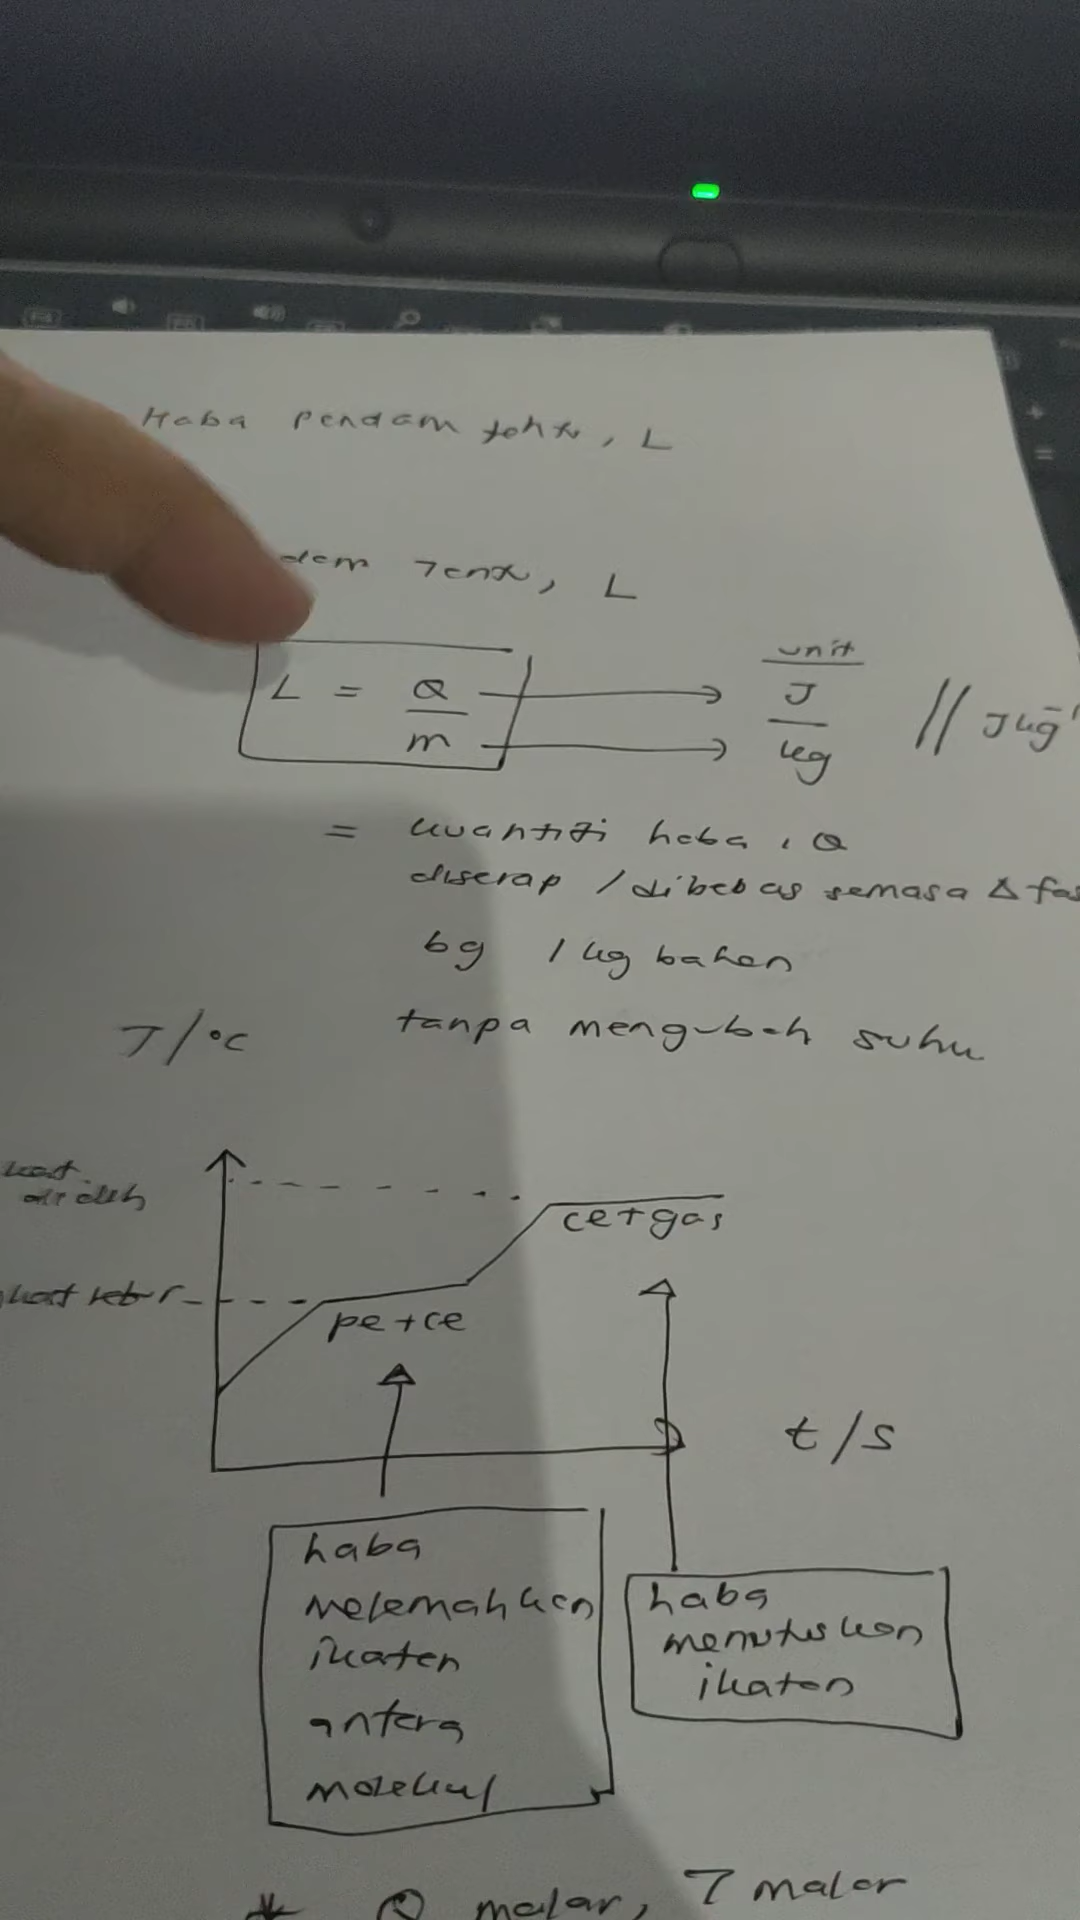 Haba pendam tentu, L
dam Tentu, L
unit
L = Q/m
J/kg // Jkg⁻¹
= kuantiti haba, Q
diserap / dibebas semasa Δ fas
bg 1 kg bahan
tanpa mengubah suhu
T/°C
takat didih
takat lebur
ce + gas
pe + ce
t/s
haba
melemahkan
ikatan
antara
molekul
haba
memutuskan
ikatan
* Q malar, T malar